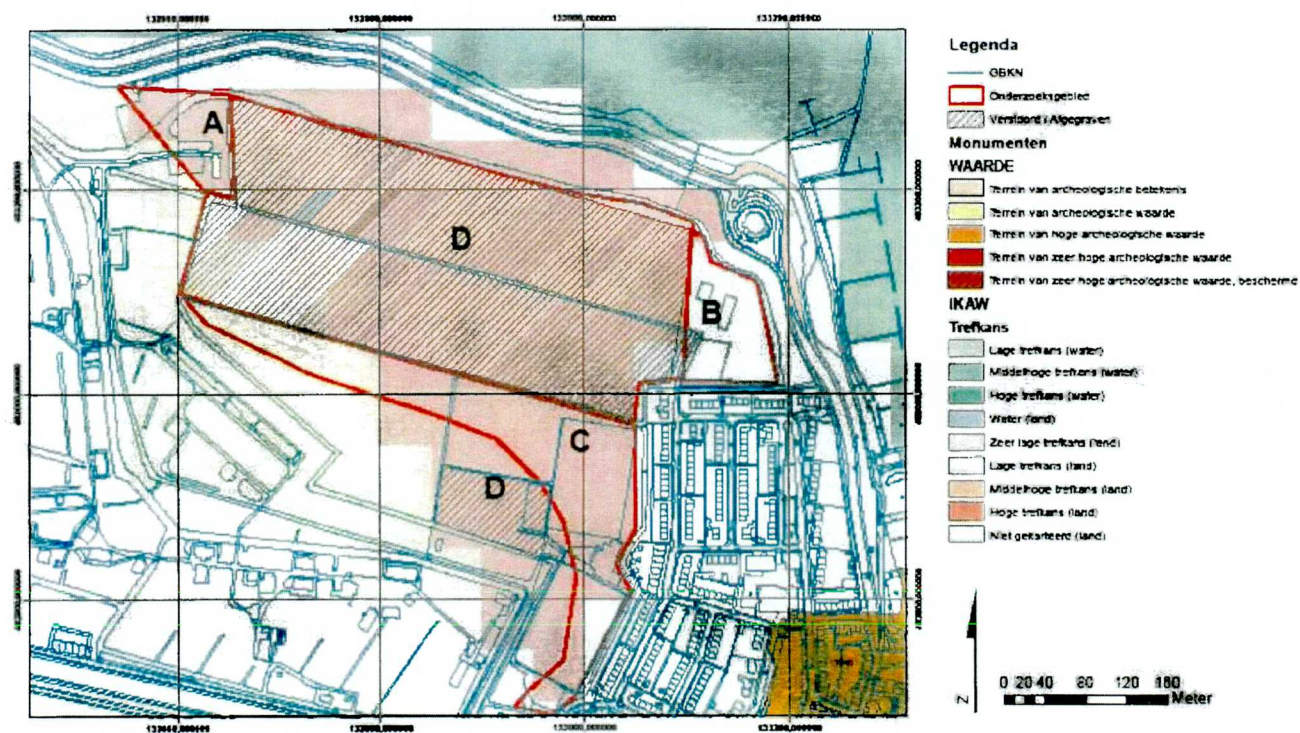 A
D
B
C
D
Legenda
GBKN
Onderzoeksgebied
Verstoord / Afgegraven
Monumenten
WAARDE
Terrein van archeologische betekenis
Terrein van archeologische waarde
Terrein van hoge archeologische waarde
Terrein van zeer hoge archeologische waarde
Terrein van zeer hoge archeologische waarde, beschermd
IKAW
Trefkans
Lage trefkans (water)
Middelhoge trefkans (water)
Hoge trefkans (water)
Water (land)
Zeer lage trefkans (land)
Lage trefkans (land)
Middelhoge trefkans (land)
Hoge trefkans (land)
Niet gekarteerd (land)
N
0 20 40 80 120 160
Meter